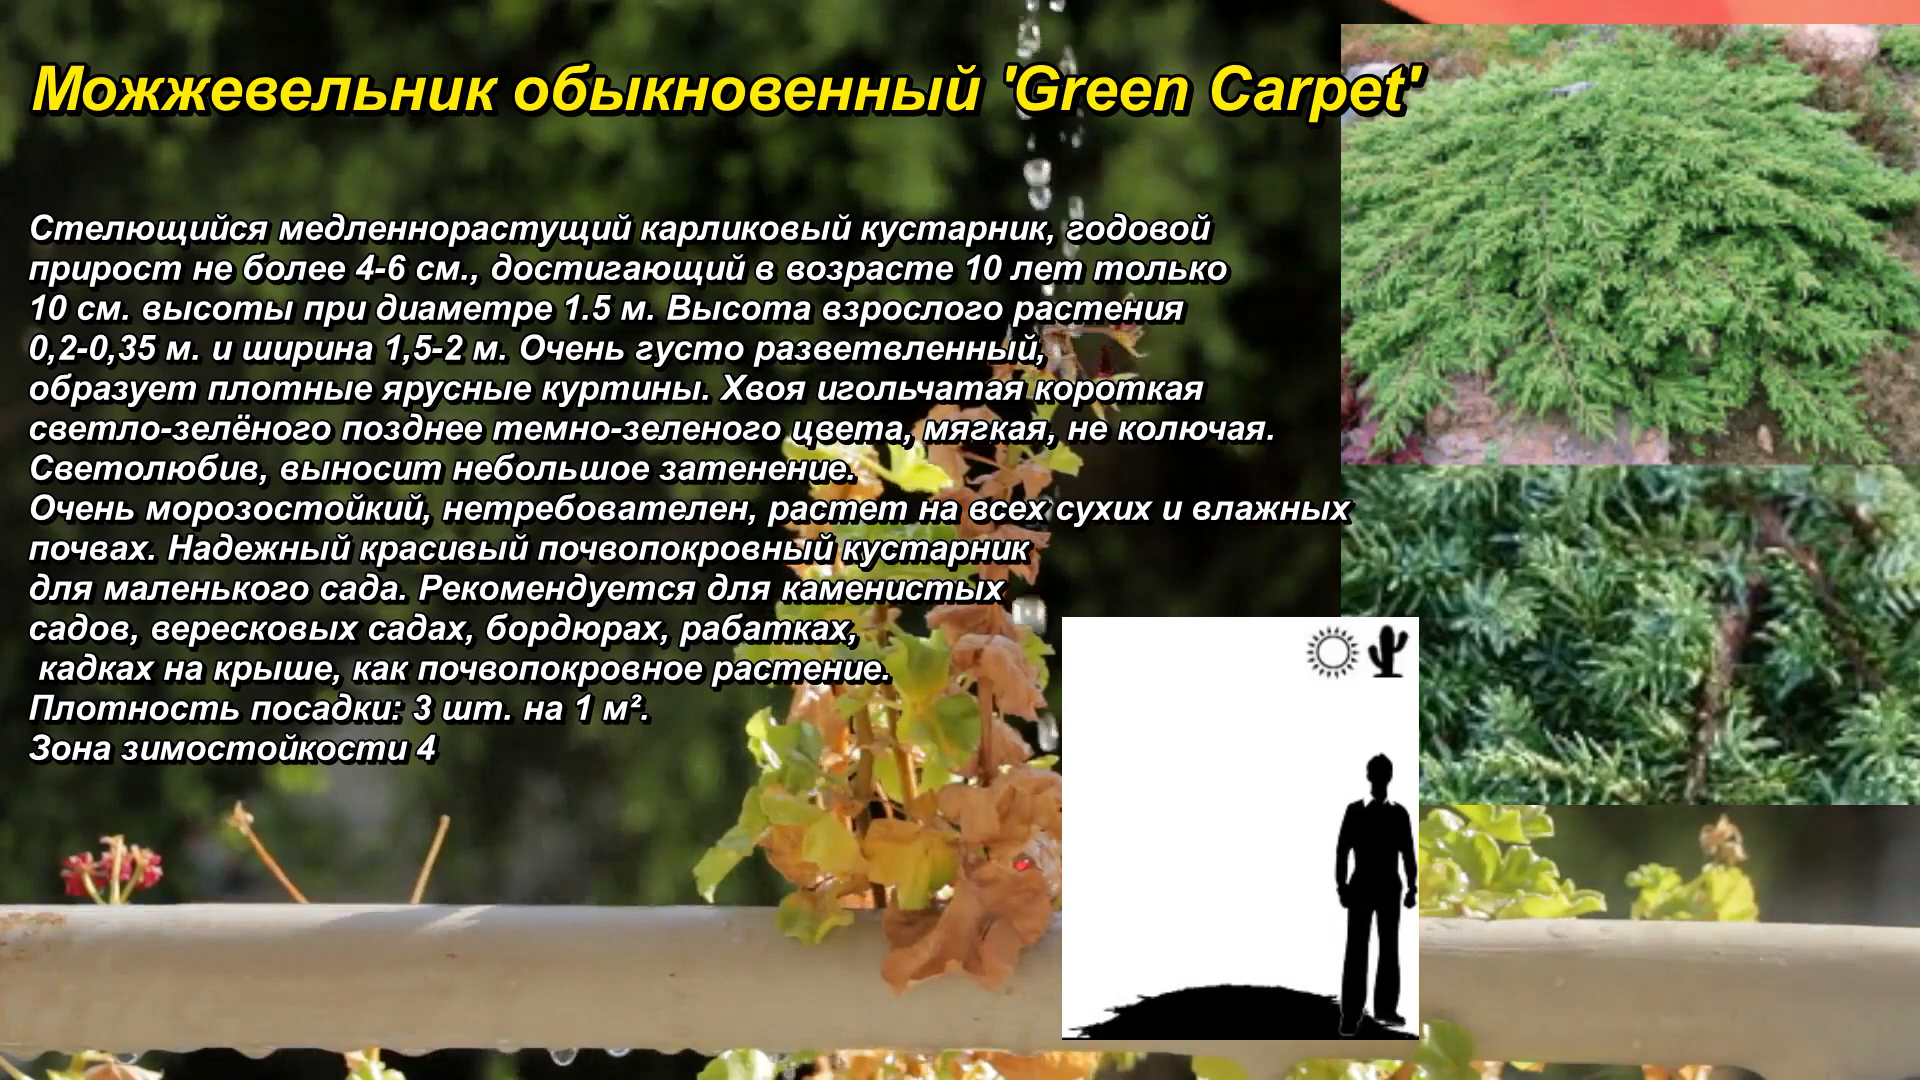 Можжевельник обыкновенный 'Green Carpet'
Стелющийся медленнорастущий карликовый кустарник, годовой
прирост не более 4-6 см., достигающий в возрасте 10 лет только
10 см. высоты при диаметре 1.5 м. Высота взрослого растения
0,2-0,35 м. и ширина 1,5-2 м. Очень густо разветвленный,
образует плотные ярусные куртины. Хвоя игольчатая короткая
светло-зелёного позднее темно-зеленого цвета, мягкая, не колючая.
Светолюбив, выносит небольшое затенение.
Очень морозостойкий, нетребователен, растет на всех сухих и влажных
почвах. Надежный красивый почвопокровный кустарник
для маленького сада. Рекомендуется для каменистых
садов, вересковых садах, бордюрах, рабатках,
кадках на крыше, как почвопокровное растение.
Плотность посадки: 3 шт. на 1 м².
Зона зимостойкости 4